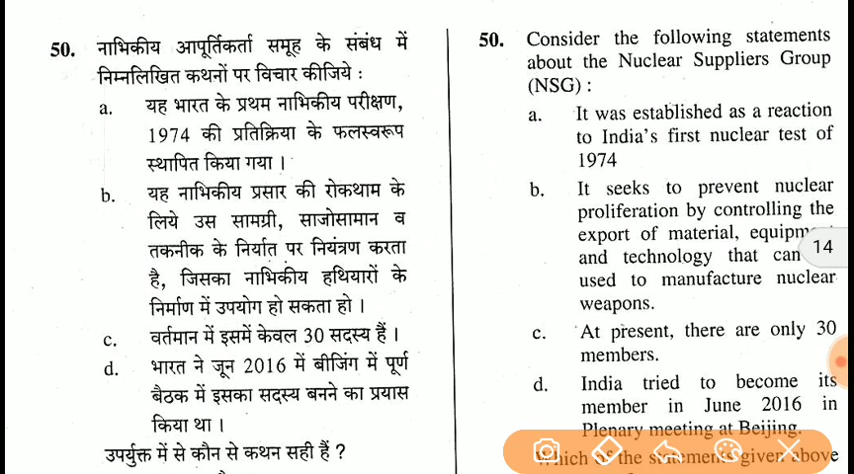 50. नाभिकीय आपूर्तिकर्ता समूह के संबंध में
निम्नलिखित कथनों पर विचार कीजिये :
a. यह भारत के प्रथम नाभिकीय परीक्षण,
1974 की प्रतिक्रिया के फलस्वरूप
स्थापित किया गया ।
b. यह नाभिकीय प्रसार की रोकथाम के
लिये उस सामग्री, साजोसामान व
तकनीक के निर्यात पर नियंत्रण करता
है, जिसका नाभिकीय हथियारों के
निर्माण में उपयोग हो सकता हो ।
c. वर्तमान में इसमें केवल 30 सदस्य हैं ।
d. भारत ने जून 2016 में बीजिंग में पूर्ण
बैठक में इसका सदस्य बनने का प्रयास
किया था ।
उपर्युक्त में से कौन से कथन सही हैं ?
50. Consider the following statements
about the Nuclear Suppliers Group
(NSG) :
a. It was established as a reaction
to India's first nuclear test of
1974
b. It seeks to prevent nuclear
proliferation by controlling the
export of material, equipm
and technology that can
used to manufacture nuclear
weapons.
c. At present, there are only 30
members.
d. India tried to become its
member in June 2016 in
Plenary meeting at Beijing.
Which of the statements given above
14